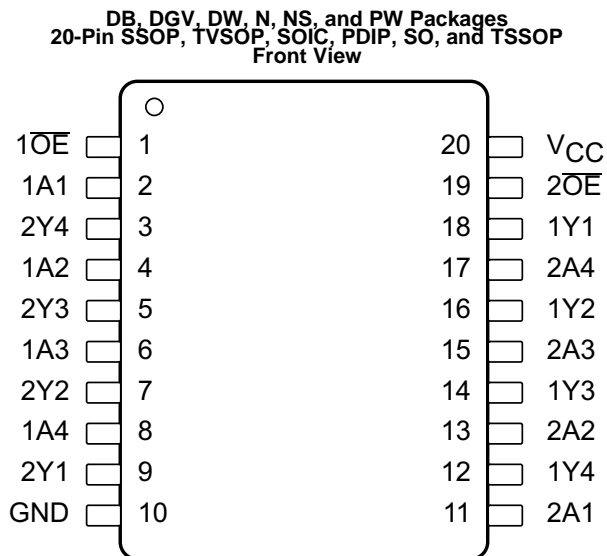 DB, DGV, DW, N, NS, and PW Packages
20-Pin SSOP, TVSOP, SOIC, PDIP, SO, and TSSOP
Front View
1O̅E̅ 1 20 VCC
1A1 2 19 2O̅E̅
2Y4 3 18 1Y1
1A2 4 17 2A4
2Y3 5 16 1Y2
1A3 6 15 2A3
2Y2 7 14 1Y3
1A4 8 13 2A2
2Y1 9 12 1Y4
GND 10 11 2A1